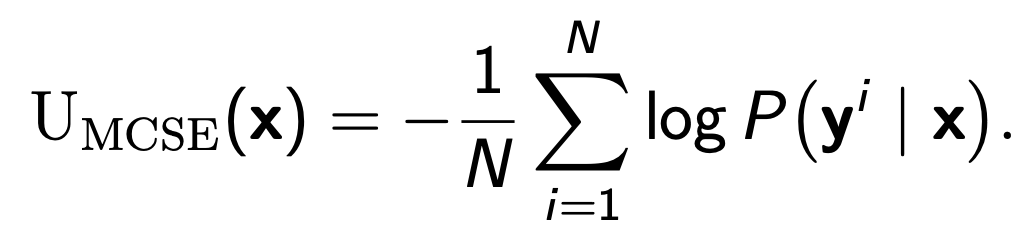 U_MCSE(𝐱) = −\frac{1}{N} \sum_{i=1}^{N} log P(𝐲^i | 𝐱).